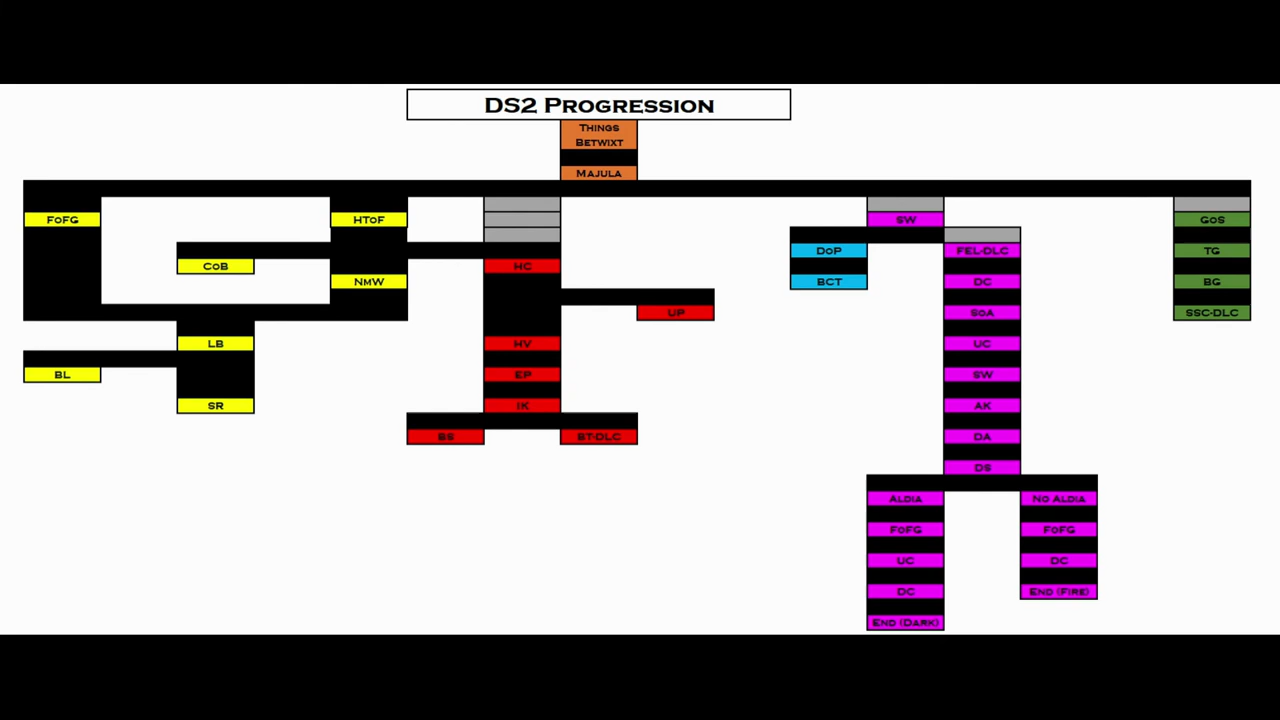 DS2 Progression
Things
Betwixt
Majula
FoFG
HToF
SW
GoS
DoP
FEL-DLC
TG
CoB
HC
NMW
BCT
DC
BG
UP
SoA
SSC-DLC
LB
HV
UC
BL
EP
SW
SR
IK
AK
BS
BT-DLC
DA
DS
Aldia
No Aldia
FoFG
FoFG
UC
DC
DC
End (Fire)
End (Dark)